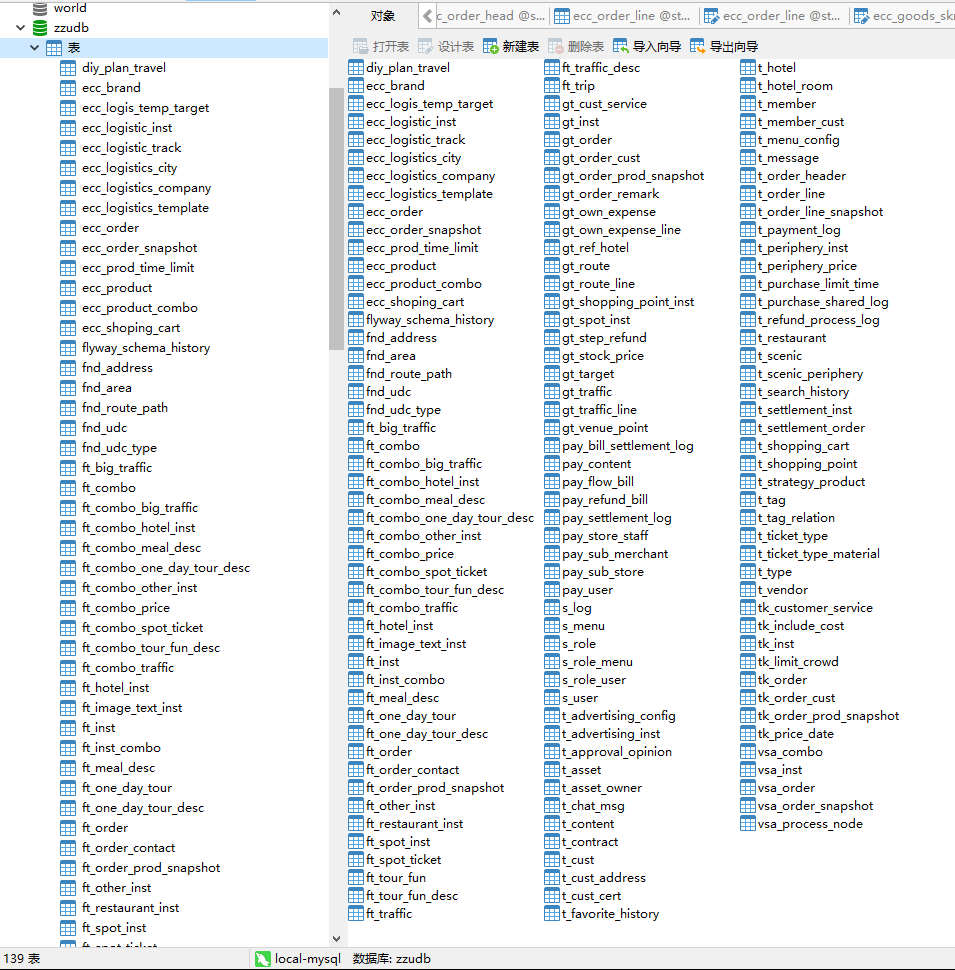 world
zzudb
表
diy_plan_travel
ecc_brand
ecc_logis_temp_target
ecc_logistic_inst
ecc_logistic_track
ecc_logistics_city
ecc_logistics_company
ecc_logistics_template
ecc_order
ecc_order_snapshot
ecc_prod_time_limit
ecc_product
ecc_product_combo
ecc_shoping_cart
flyway_schema_history
fnd_address
fnd_area
fnd_route_path
fnd_udc
fnd_udc_type
ft_big_traffic
ft_combo
ft_combo_big_traffic
ft_combo_hotel_inst
ft_combo_meal_desc
ft_combo_one_day_tour_desc
ft_combo_other_inst
ft_combo_price
ft_combo_spot_ticket
ft_combo_tour_fun_desc
ft_combo_traffic
ft_hotel_inst
ft_image_text_inst
ft_inst
ft_inst_combo
ft_meal_desc
ft_one_day_tour
ft_one_day_tour_desc
ft_order
ft_order_contact
ft_order_prod_snapshot
ft_other_inst
ft_restaurant_inst
ft_spot_inst
ft_spot_ticket
对象
c_order_head @s...
ecc_order_line @st...
ecc_order_line @st...
ecc_goods_sk
打开表 设计表 新建表 删除表 导入向导 导出向导
diy_plan_travel
ecc_brand
ecc_logis_temp_target
ecc_logistic_inst
ecc_logistic_track
ecc_logistics_city
ecc_logistics_company
ecc_logistics_template
ecc_order
ecc_order_snapshot
ecc_prod_time_limit
ecc_product
ecc_product_combo
ecc_shoping_cart
flyway_schema_history
fnd_address
fnd_area
fnd_route_path
fnd_udc
fnd_udc_type
ft_big_traffic
ft_combo
ft_combo_big_traffic
ft_combo_hotel_inst
ft_combo_meal_desc
ft_combo_one_day_tour_desc
ft_combo_other_inst
ft_combo_price
ft_combo_spot_ticket
ft_combo_tour_fun_desc
ft_combo_traffic
ft_hotel_inst
ft_image_text_inst
ft_inst
ft_inst_combo
ft_meal_desc
ft_one_day_tour
ft_one_day_tour_desc
ft_order
ft_order_contact
ft_order_prod_snapshot
ft_other_inst
ft_restaurant_inst
ft_spot_inst
ft_spot_ticket
ft_tour_fun
ft_tour_fun_desc
ft_traffic
ft_traffic_desc
ft_trip
gt_cust_service
gt_inst
gt_order
gt_order_cust
gt_order_prod_snapshot
gt_order_remark
gt_own_expense
gt_own_expense_line
gt_ref_hotel
gt_route
gt_route_line
gt_shopping_point_inst
gt_spot_inst
gt_step_refund
gt_stock_price
gt_target
gt_traffic
gt_traffic_line
gt_venue_point
pay_bill_settlement_log
pay_content
pay_flow_bill
pay_refund_bill
pay_settlement_log
pay_store_staff
pay_sub_merchant
pay_sub_store
pay_user
s_log
s_menu
s_role
s_role_menu
s_role_user
s_user
t_advertising_config
t_advertising_inst
t_approval_opinion
t_asset
t_asset_owner
t_chat_msg
t_content
t_contract
t_cust
t_cust_address
t_cust_cert
t_favorite_history
t_hotel
t_hotel_room
t_member
t_member_cust
t_menu_config
t_message
t_order_header
t_order_line
t_order_line_snapshot
t_payment_log
t_periphery_inst
t_periphery_price
t_purchase_limit_time
t_purchase_shared_log
t_refund_process_log
t_restaurant
t_scenic
t_scenic_periphery
t_search_history
t_settlement_inst
t_settlement_order
t_shopping_cart
t_shopping_point
t_strategy_product
t_tag
t_tag_relation
t_ticket_type
t_ticket_type_material
t_type
t_vendor
tk_customer_service
tk_include_cost
tk_inst
tk_limit_crowd
tk_order
tk_order_cust
tk_order_prod_snapshot
tk_price_date
vsa_combo
vsa_inst
vsa_order
vsa_order_snapshot
vsa_process_node
139 表
local-mysql
数据库: zzudb